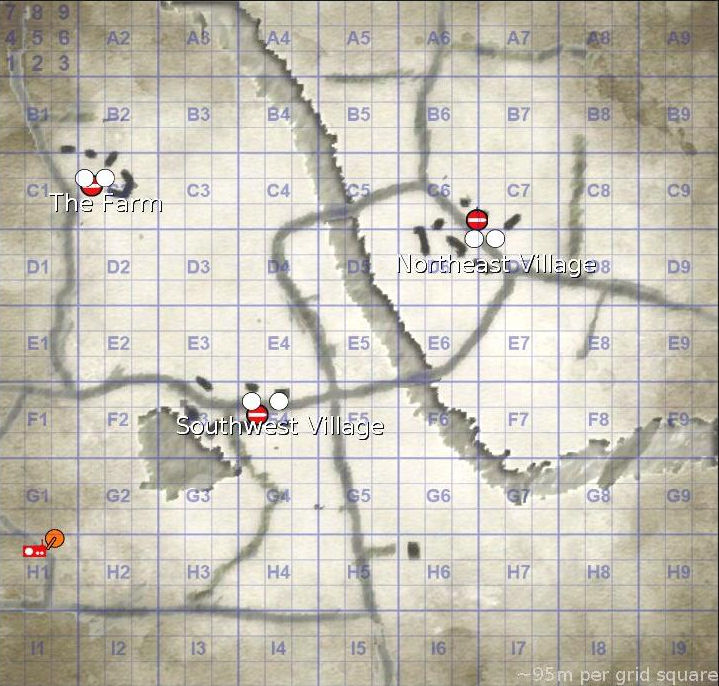 7 8 9
4 5 6 A2 A3 A4 A5 A6 A7 A8 A9
1 2 3
B1 B2 B3 B4 B5 B6 B7 B8 B9
C1 C3 C4 C5 C6 C7 C8 C9
The Farm
Northeast Village
D1 D2 D3 D4 D5 D8 D9
E1 E2 E3 E4 E5 E6 E7 E8 E9
F1 F2 F5 F6 F7 F8 F9
Southwest Village
G1 G2 G3 G4 G5 G6 G7 G8 G9
H1 H2 H3 H4 H5 H6 H7 H8 H9
I1 I2 I3 I4 I5 I6 I7 I8 I9
~95m per grid square